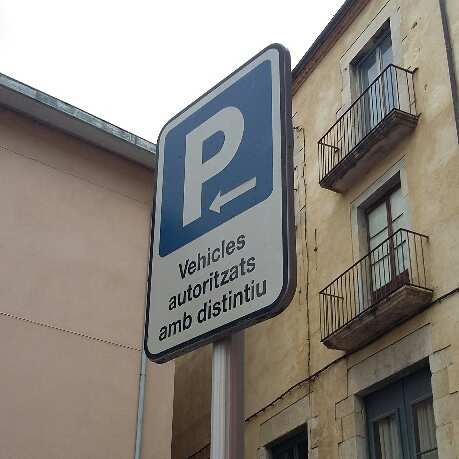 P
Vehicles
autoritzats
amb distintiu